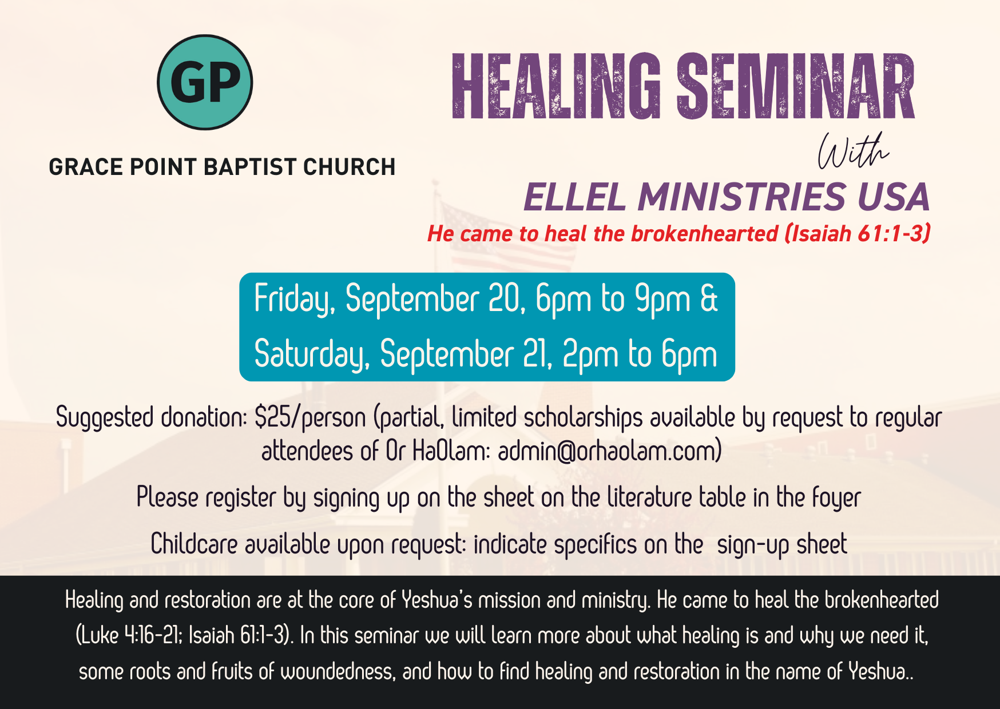 GP
GRACE POINT BAPTIST CHURCH
HEALING SEMINAR
With
ELLEL MINISTRIES USA
He came to heal the brokenhearted (Isaiah 61:1-3)
Friday, September 20, 6pm to 9pm &
Saturday, September 21, 2pm to 6pm
Suggested donation: $25/person (partial, limited scholarships available by request to regular
attendees of Or HaOlam: admin@orhaolam.com)
Please register by signing up on the sheet on the literature table in the foyer
Childcare available upon request: indicate specifics on the  sign-up sheet
Healing and restoration are at the core of Yeshua's mission and ministry. He came to heal the brokenhearted
(Luke 4:16-21; Isaiah 61:1-3). In this seminar we will learn more about what healing is and why we need it,
some roots and fruits of woundedness, and how to find healing and restoration in the name of Yeshua..